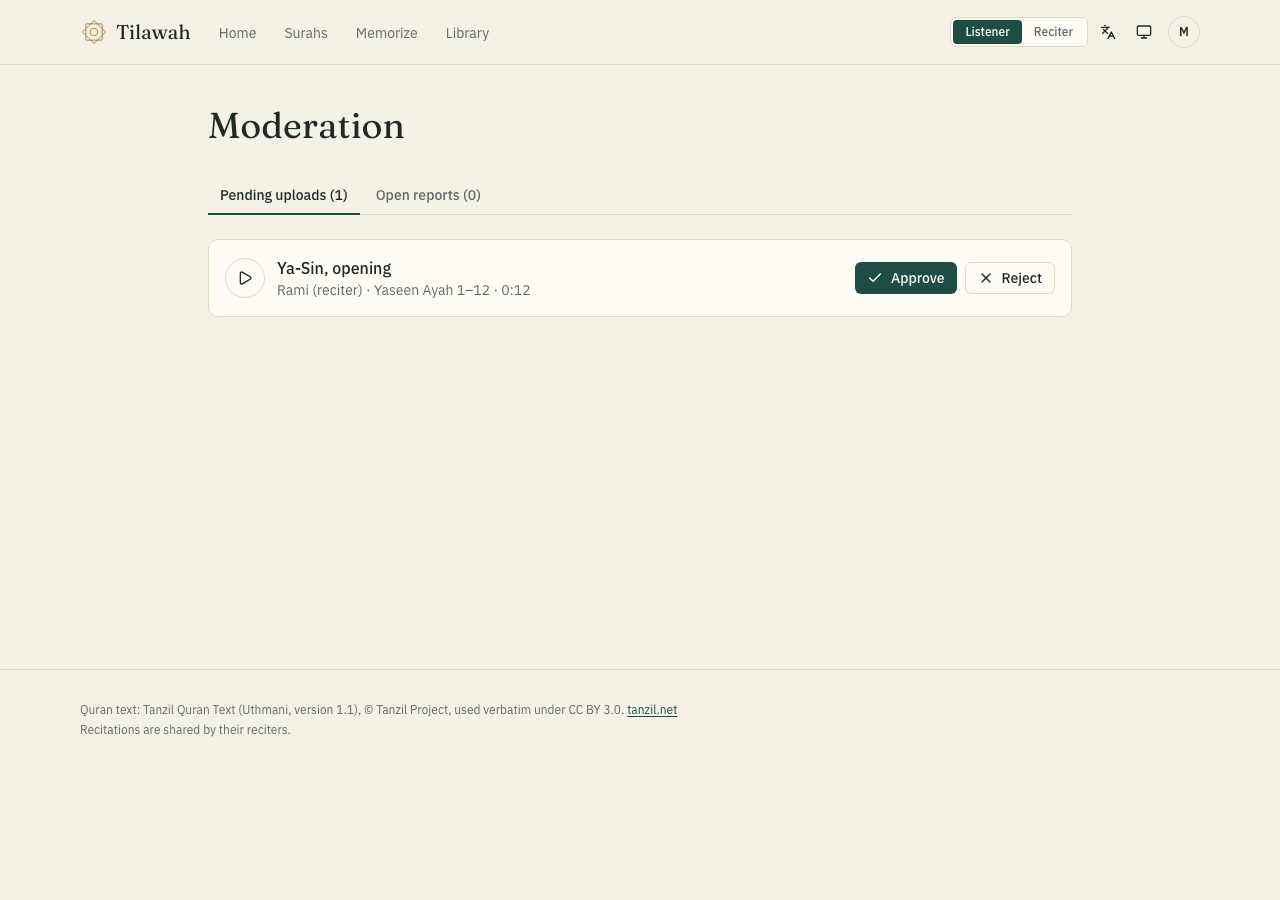 Tilawah
Home
Surahs
Memorize
Library
Listener
Reciter
M
Moderation
Pending uploads (1)
Open reports (0)
Ya-Sin, opening
Rami (reciter) · Yaseen Ayah 1–12 · 0:12
Approve
Reject
Quran text: Tanzil Quran Text (Uthmani, version 1.1), © Tanzil Project, used verbatim under CC BY 3.0. tanzil.net
Recitations are shared by their reciters.